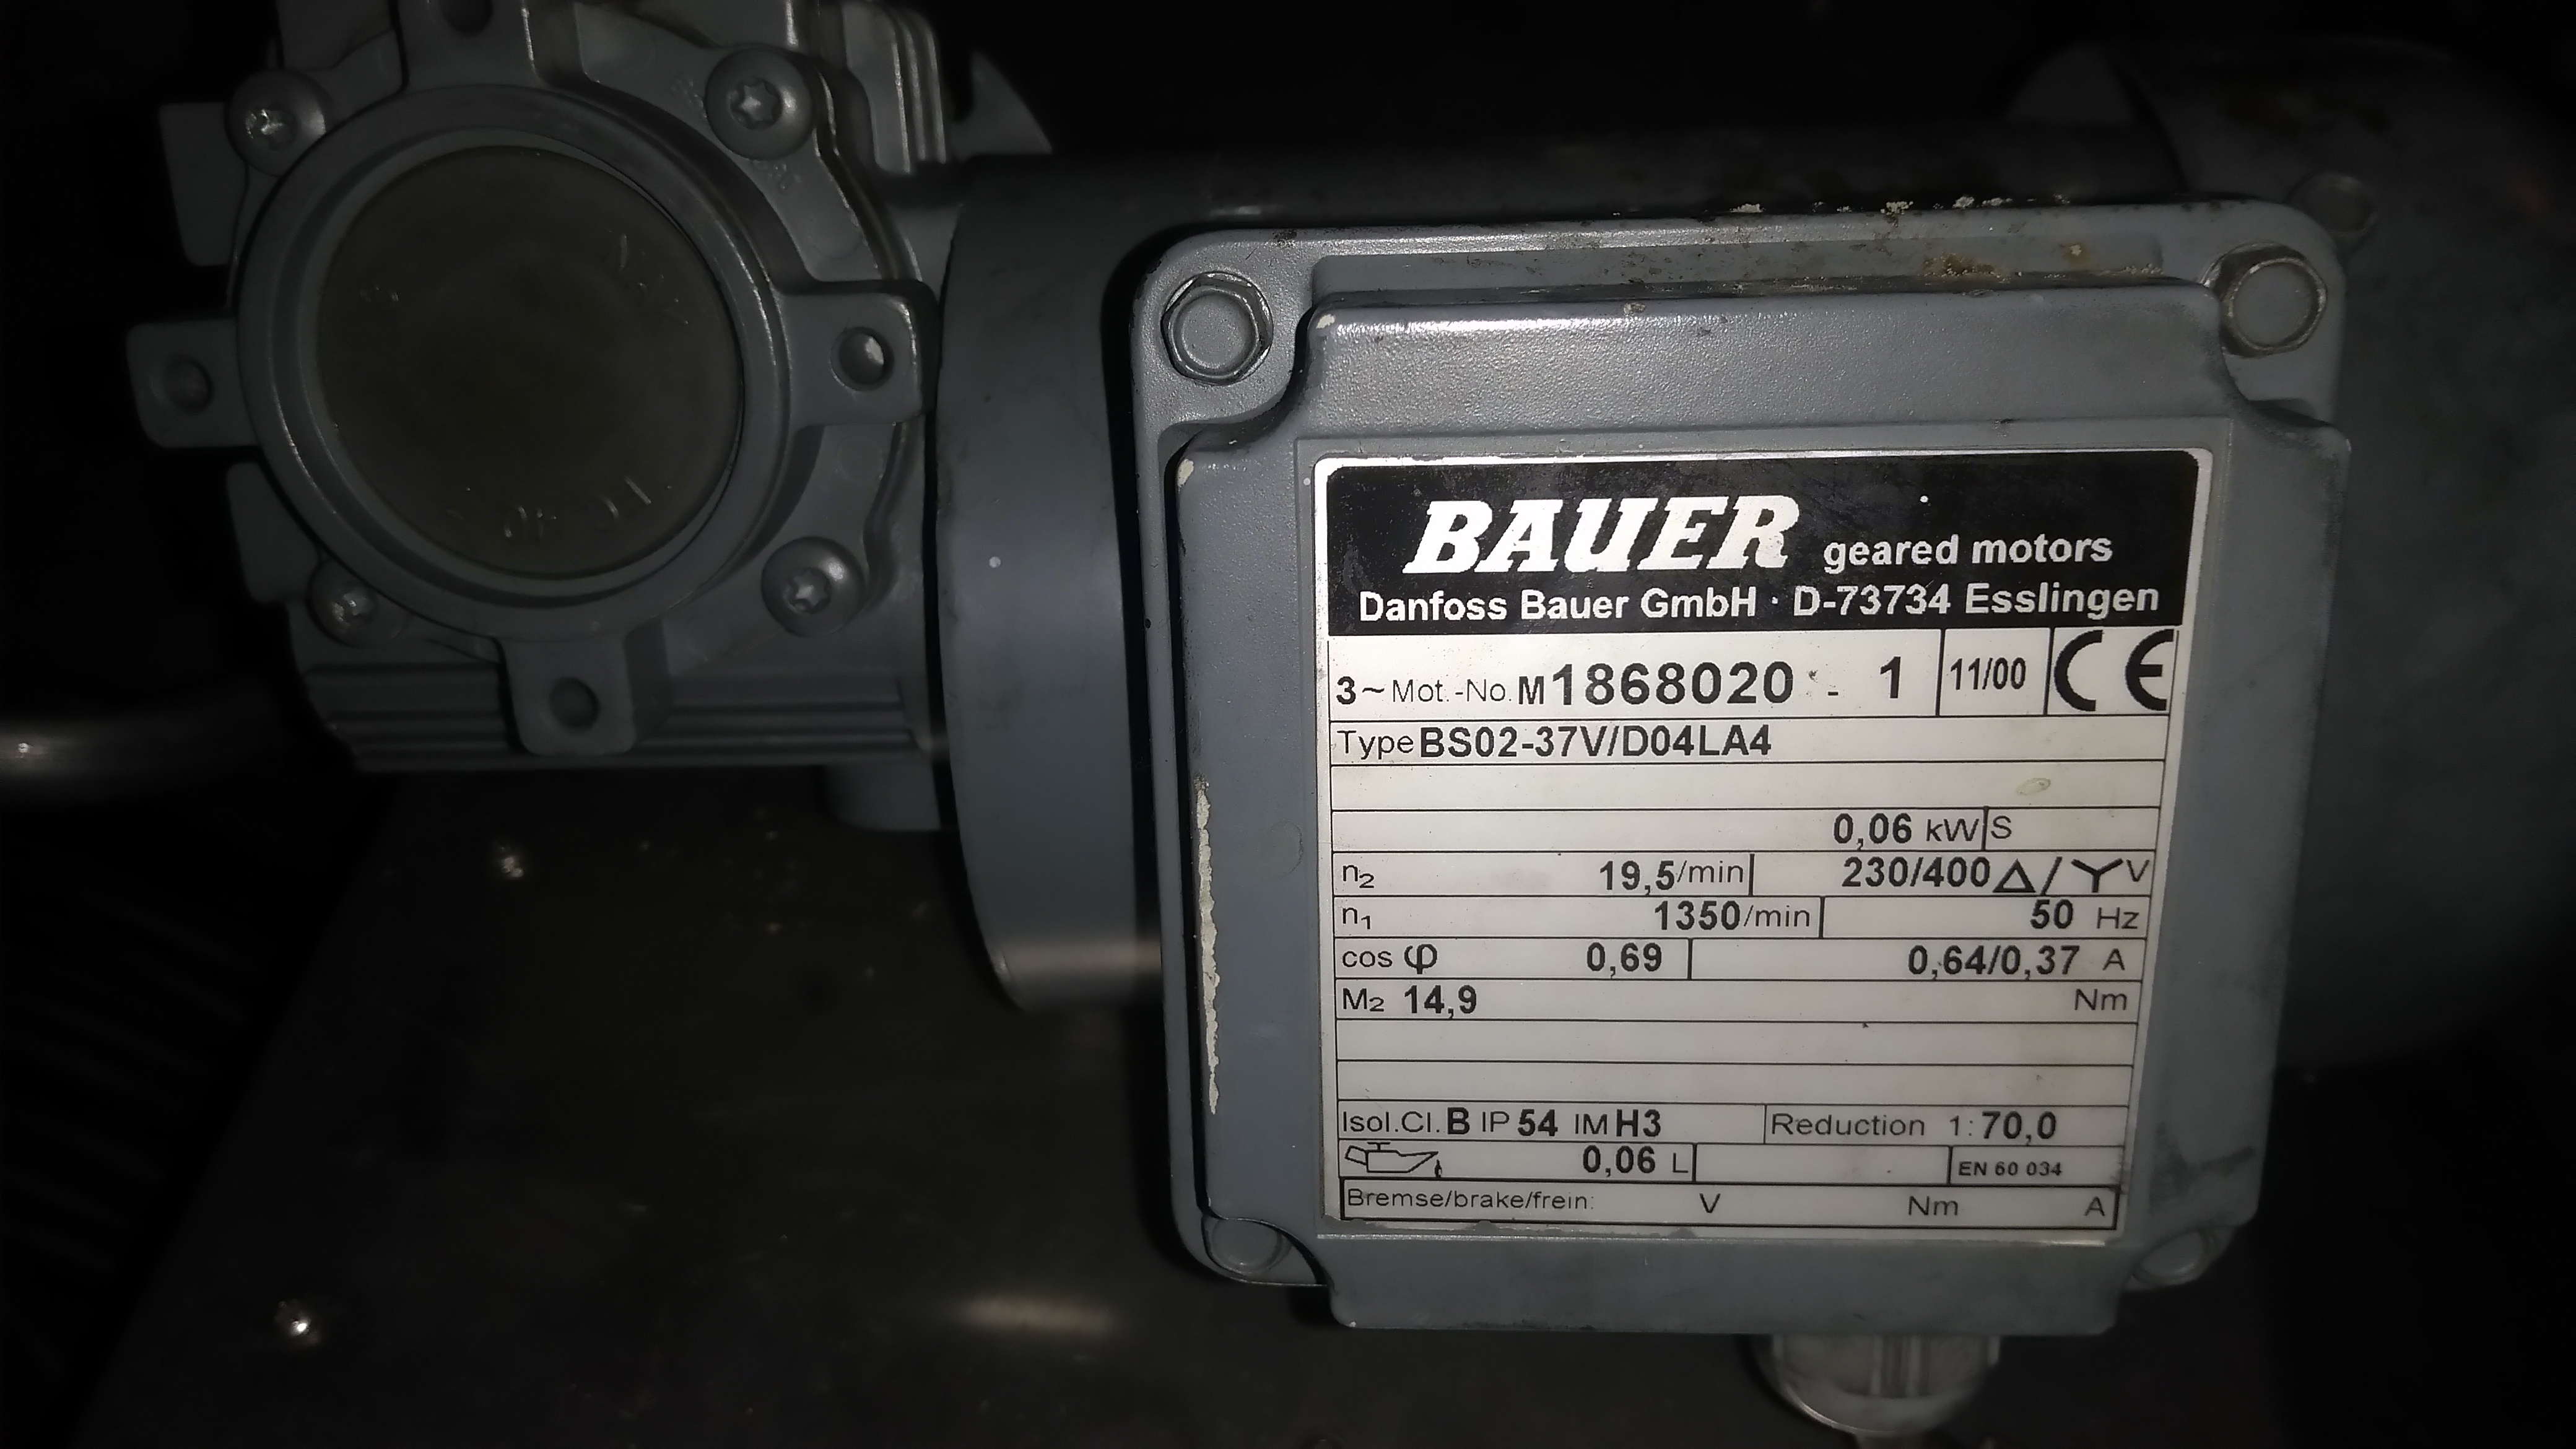 BAUER geared motors
Danfoss Bauer GmbH · D-73734 Esslingen
3~ Mot.-No. M 1868020 - 1 11/00 CE
Type BS02-37V/D04LA4
0,06 kW S
n₂ 19,5/min 230/400 Δ/Y V
n₁ 1350/min 50 Hz
cos φ 0,69 0,64/0,37 A
M₂ 14,9 Nm
Isol.Cl. B IP 54 IM H3 Reduction 1:70,0
0,06 L EN 60 034
Bremse/brake/frein: V Nm A